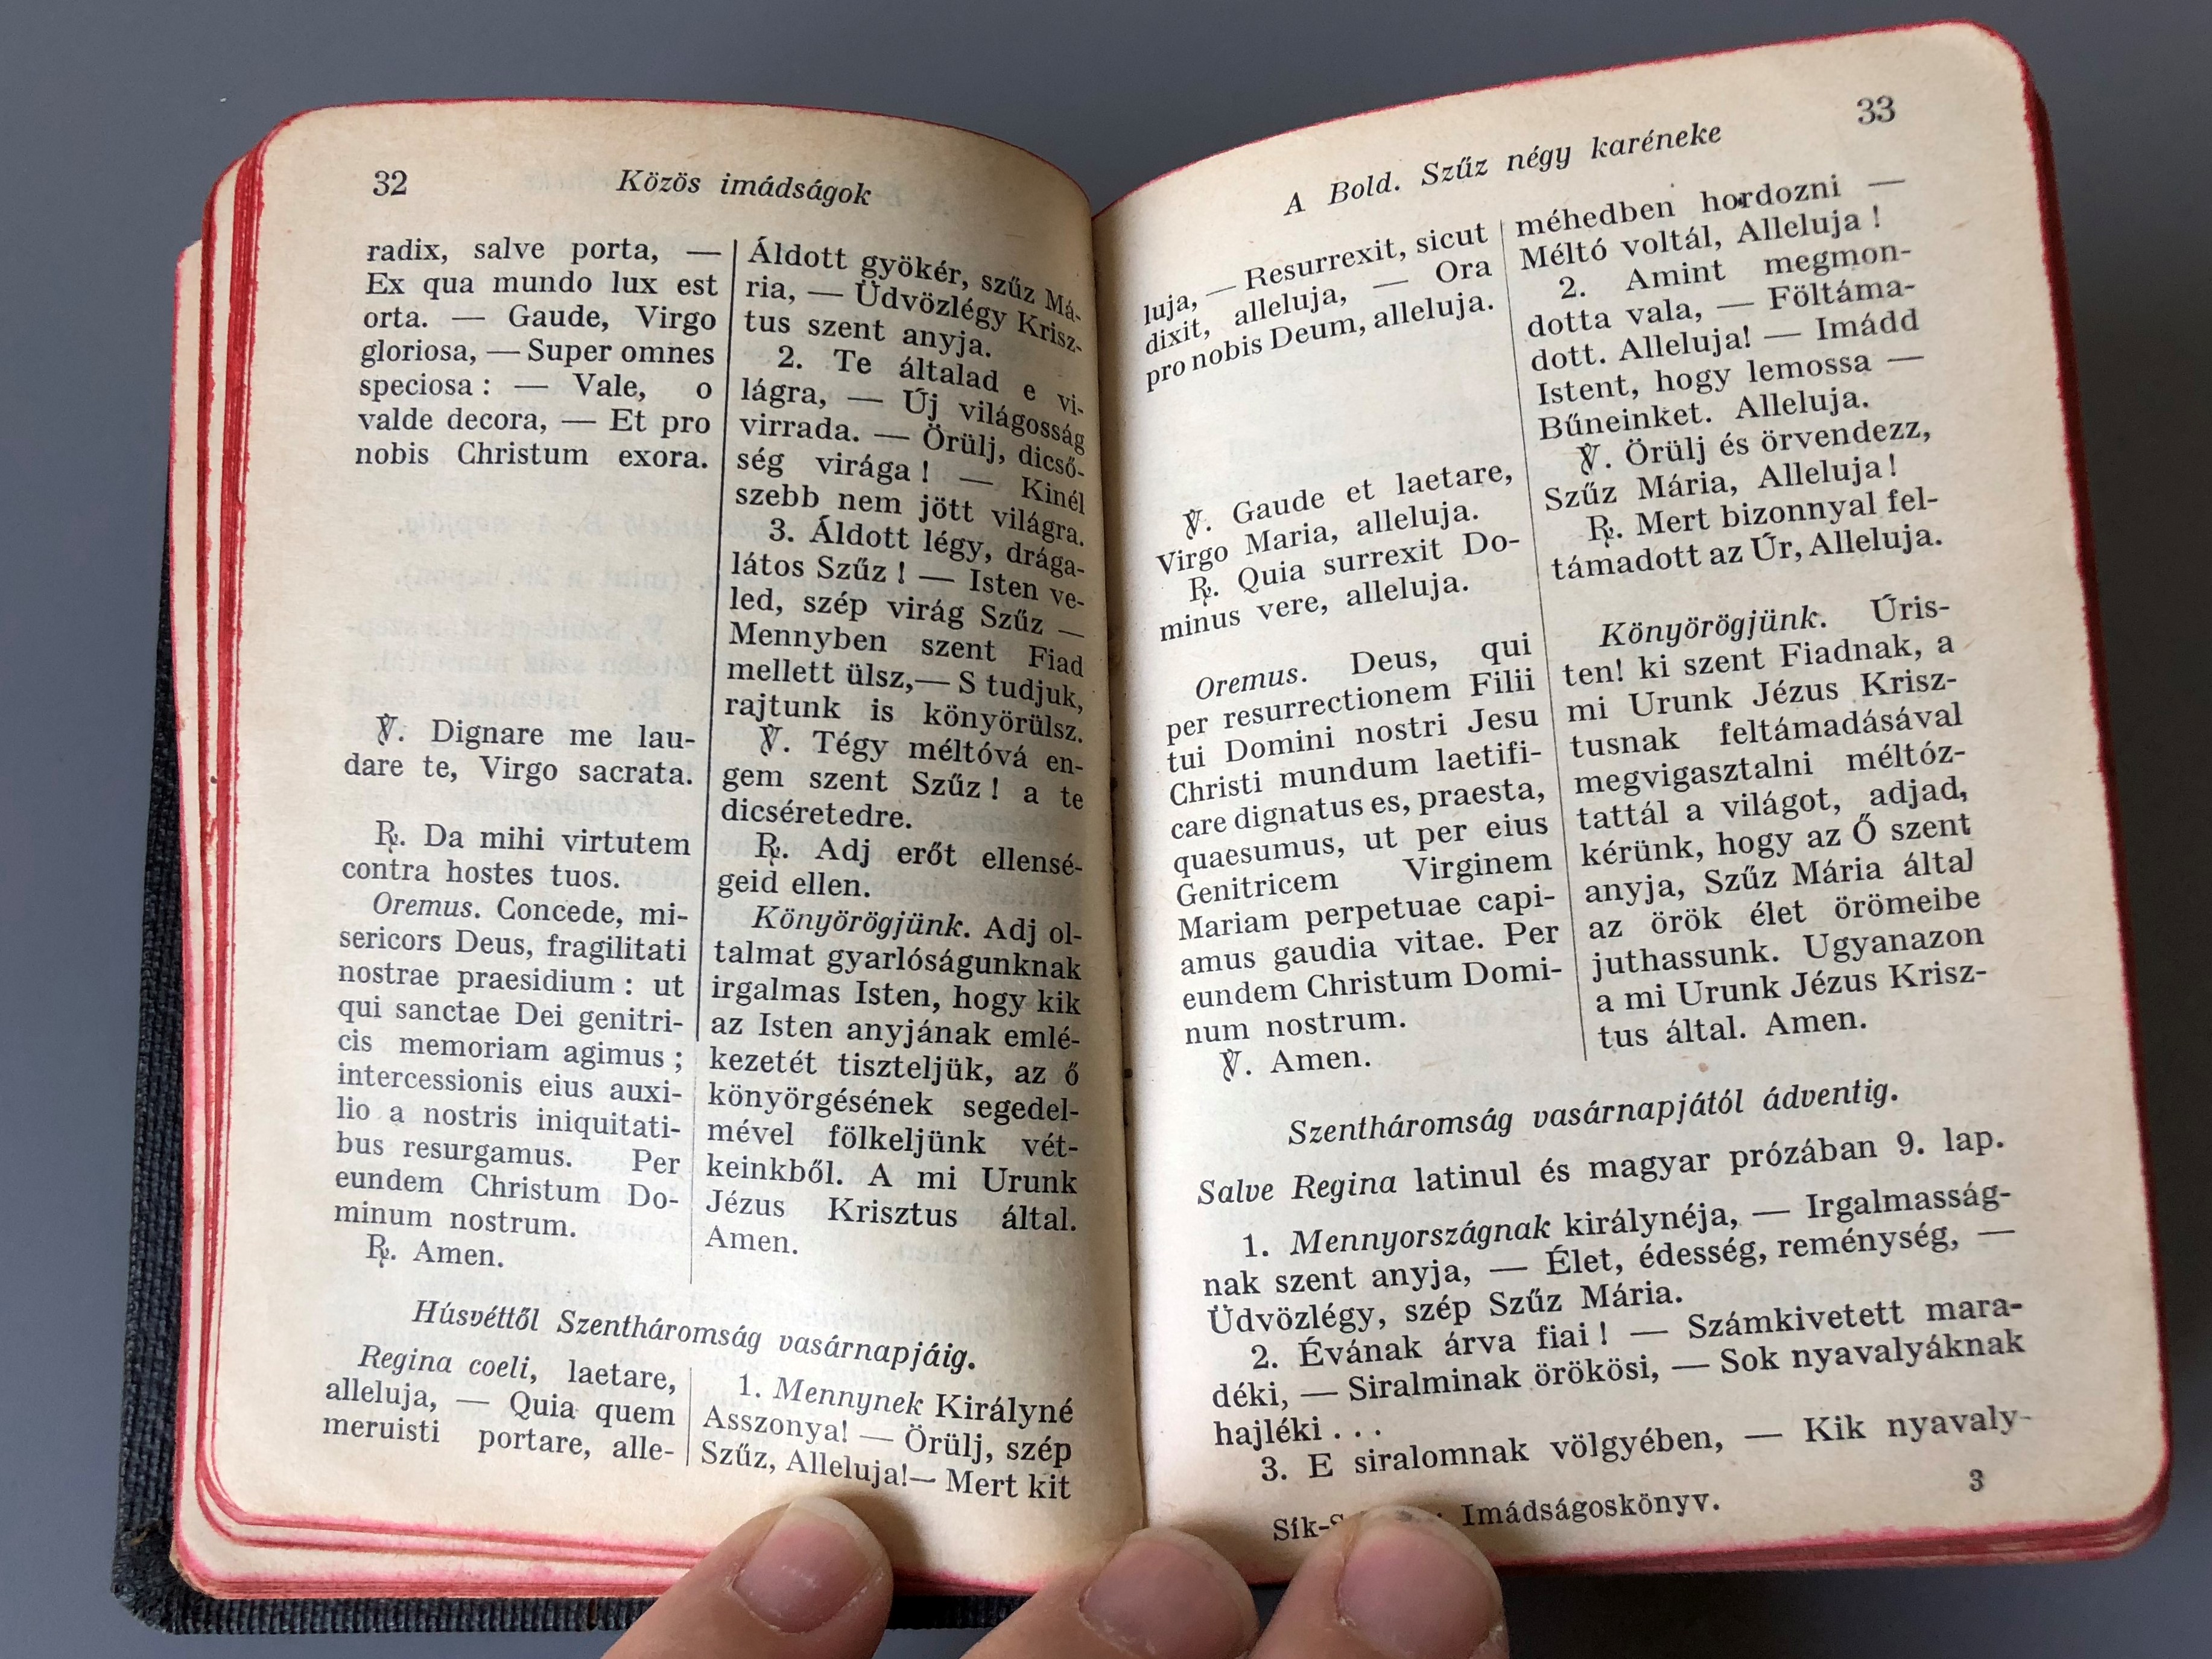 32
Közös imádságok
radix, salve porta, —
Ex qua mundo lux est
orta. — Gaude, Virgo
gloriosa, — Super omnes
speciosa : — Vale, o
valde decora, — Et pro
nobis Christum exora.
℣. Dignare me lau-
dare te, Virgo sacrata.
℟. Da mihi virtutem
contra hostes tuos.
Oremus. Concede, mi-
sericors Deus, fragilitati
nostrae praesidium : ut
qui sanctae Dei genitri-
cis memoriam agimus ;
intercessionis eius auxi-
lio a nostris iniquitati-
bus resurgamus. Per
eundem Christum Do-
minum nostrum.
℟. Amen.
Áldott gyökér, szűz Má-
ria, — Üdvözlégy Krisz-
tus szent anyja.
2. Te általad e vi-
lágra, — Új világosság
virrada. — Örülj, dicső-
ség virága ! — Kinél
szebb nem jött világra.
3. Áldott légy, drága-
látos Szűz ! — Isten ve-
led, szép virág Szűz —
Mennyben szent Fiad
mellett ülsz,— S tudjuk,
rajtunk is könyörülsz.
℣. Tégy méltóvá en-
gem szent Szűz ! a te
dicséretedre.
℟. Adj erőt ellensé-
geid ellen.
Könyörögjünk. Adj ol-
talmat gyarlóságunknak
irgalmas Isten, hogy kik
az Isten anyjának emlé-
kezetét tiszteljük, az ő
könyörgésének segedel-
mével fölkeljünk vét-
keinkből. A mi Urunk
Jézus Krisztus által.
Amen.
Húsvéttől Szentháromság vasárnapjáig.
Regina coeli, laetare,
alleluja, — Quia quem
meruisti portare, alle-
1. Mennynek Királyné
Asszonya! — Örülj, szép
Szűz, Alleluja!— Mert kit
A Bold. Szűz négy karéneke
33
luja, — Resurrexit, sicut
dixit, alleluja, — Ora
pro nobis Deum, alleluja.
℣. Gaude et laetare,
Virgo Maria, alleluja.
℟. Quia surrexit Do-
minus vere, alleluja.
Oremus. Deus, qui
per resurrectionem Filii
tui Domini nostri Jesu
Christi mundum laetifi-
care dignatus es, praesta,
quaesumus, ut per eius
Genitricem Virginem
Mariam perpetuae capi-
amus gaudia vitae. Per
eundem Christum Domi-
num nostrum.
℣. Amen.
méhedben hordozni —
Méltó voltál, Alleluja !
2. Amint megmon-
dotta vala, — Föltáma-
dott. Alleluja! — Imádd
Istent, hogy lemossa —
Bűneinket. Alleluja.
℣. Örülj és örvendezz,
Szűz Mária, Alleluja!
℟. Mert bizonnyal fel-
támadott az Úr, Alleluja.
Könyörögjünk. Úris-
ten! ki szent Fiadnak, a
mi Urunk Jézus Krisz-
tusnak feltámadásával
megvigasztalni méltóz-
tattál a világot, adjad,
kérünk, hogy az Ő szent
anyja, Szűz Mária által
az örök élet örömeibe
juthassunk. Ugyanazon
a mi Urunk Jézus Krisz-
tus által. Amen.
Szentháromság vasárnapjától ádventig.
Salve Regina latinul és magyar prózában 9. lap.
1. Mennyországnak királynéja, — Irgalmasság-
nak szent anyja, — Élet, édesség, reménység, —
Üdvözlégy, szép Szűz Mária.
2. Évának árva fiai ! — Számkivetett mara-
déki, — Siralminak örökösi, — Sok nyavalyáknak
hajléki . . .
3. E siralomnak völgyében, — Kik nyavaly-
Sík- : Imádságoskönyv.
3